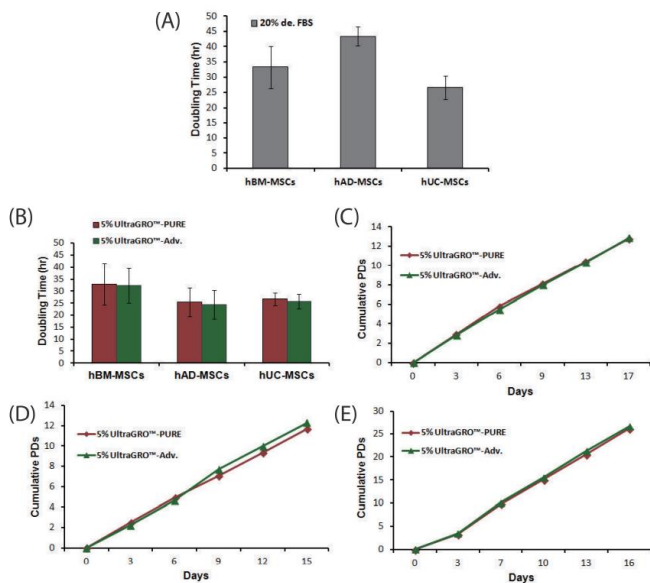 (A)
20% de. FBS
Doubling Time (hr)
50
45
40
35
30
25
20
15
10
5
0
hBM-MSCs hAD-MSCs hUC-MSCs
(B)
5% UltraGRO™-PURE
5% UltraGRO™-Adv.
Doubling Time (hr)
50
45
40
35
30
25
20
15
10
5
0
hBM-MSCs hAD-MSCs hUC-MSCs
(C)
5% UltraGRO™-PURE
5% UltraGRO™-Adv.
Cumulative PDs
14
12
10
8
6
4
2
0
0 3 6 9 13 17
Days
(D)
5% UltraGRO™-PURE
5% UltraGRO™-Adv.
Cumulative PDs
14
12
10
8
6
4
2
0
0 3 6 9 12 15
Days
(E)
5% UltraGRO™-PURE
5% UltraGRO™-Adv.
Cumulative PDs
30
25
20
15
10
5
0
0 3 7 10 13 16
Days